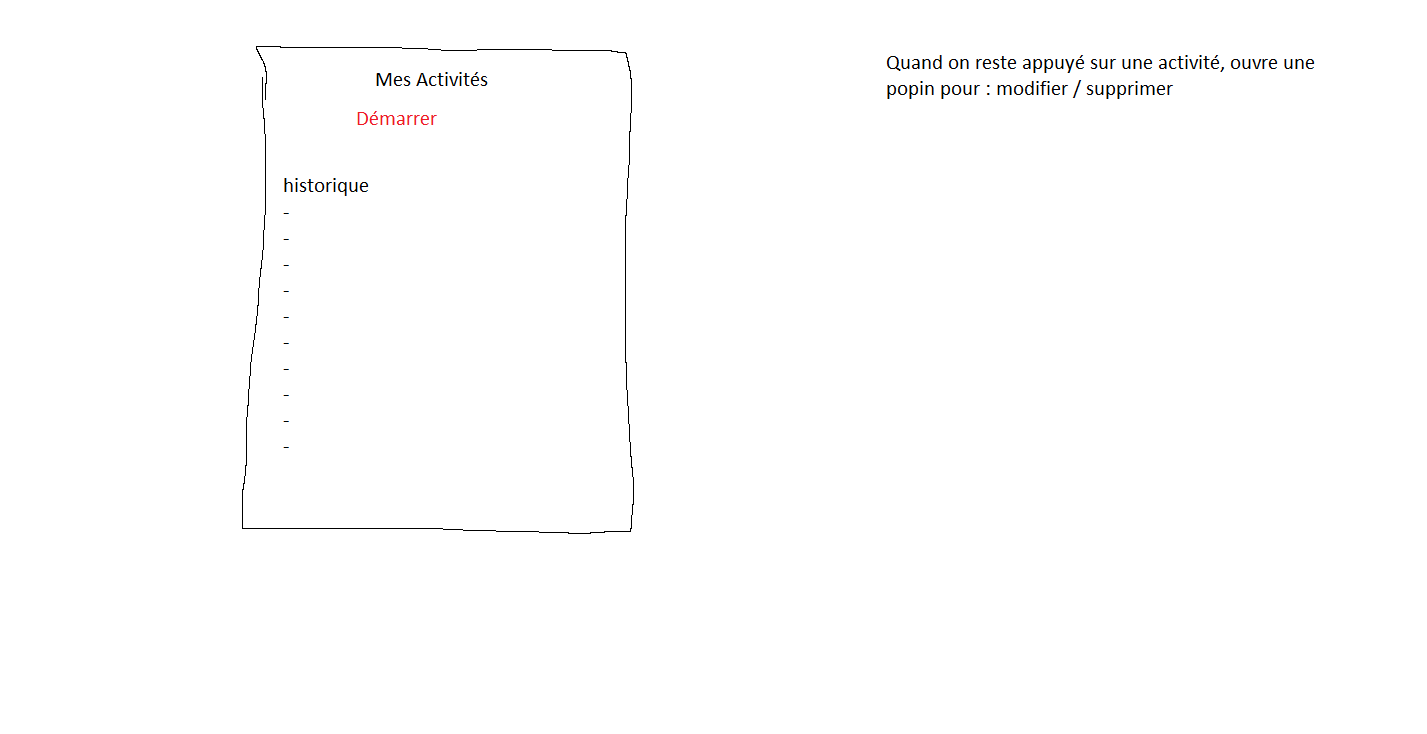 Mes Activités
Démarrer
historique
-
-
-
-
-
-
-
-
-
-
Quand on reste appuyé sur une activité, ouvre une
popin pour : modifier / supprimer